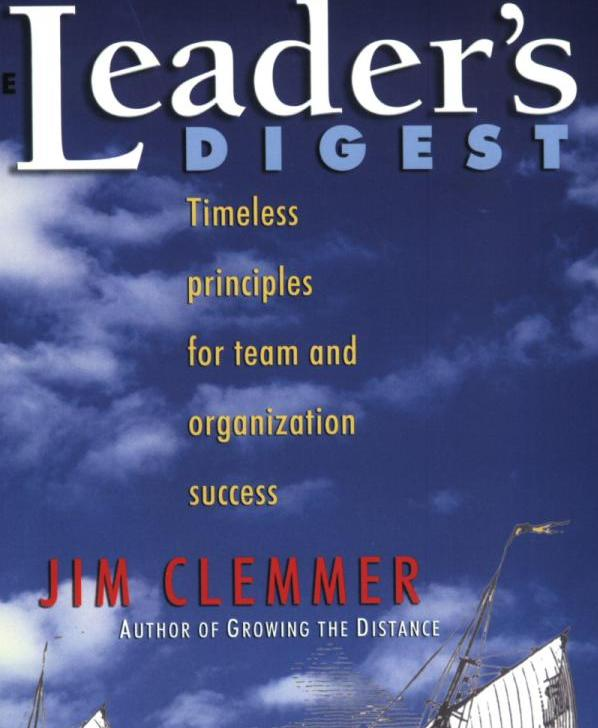 Leader's
DIGEST
Timeless
principles
for team and
organization
success
JIM CLEMMER
AUTHOR OF GROWING THE DISTANCE